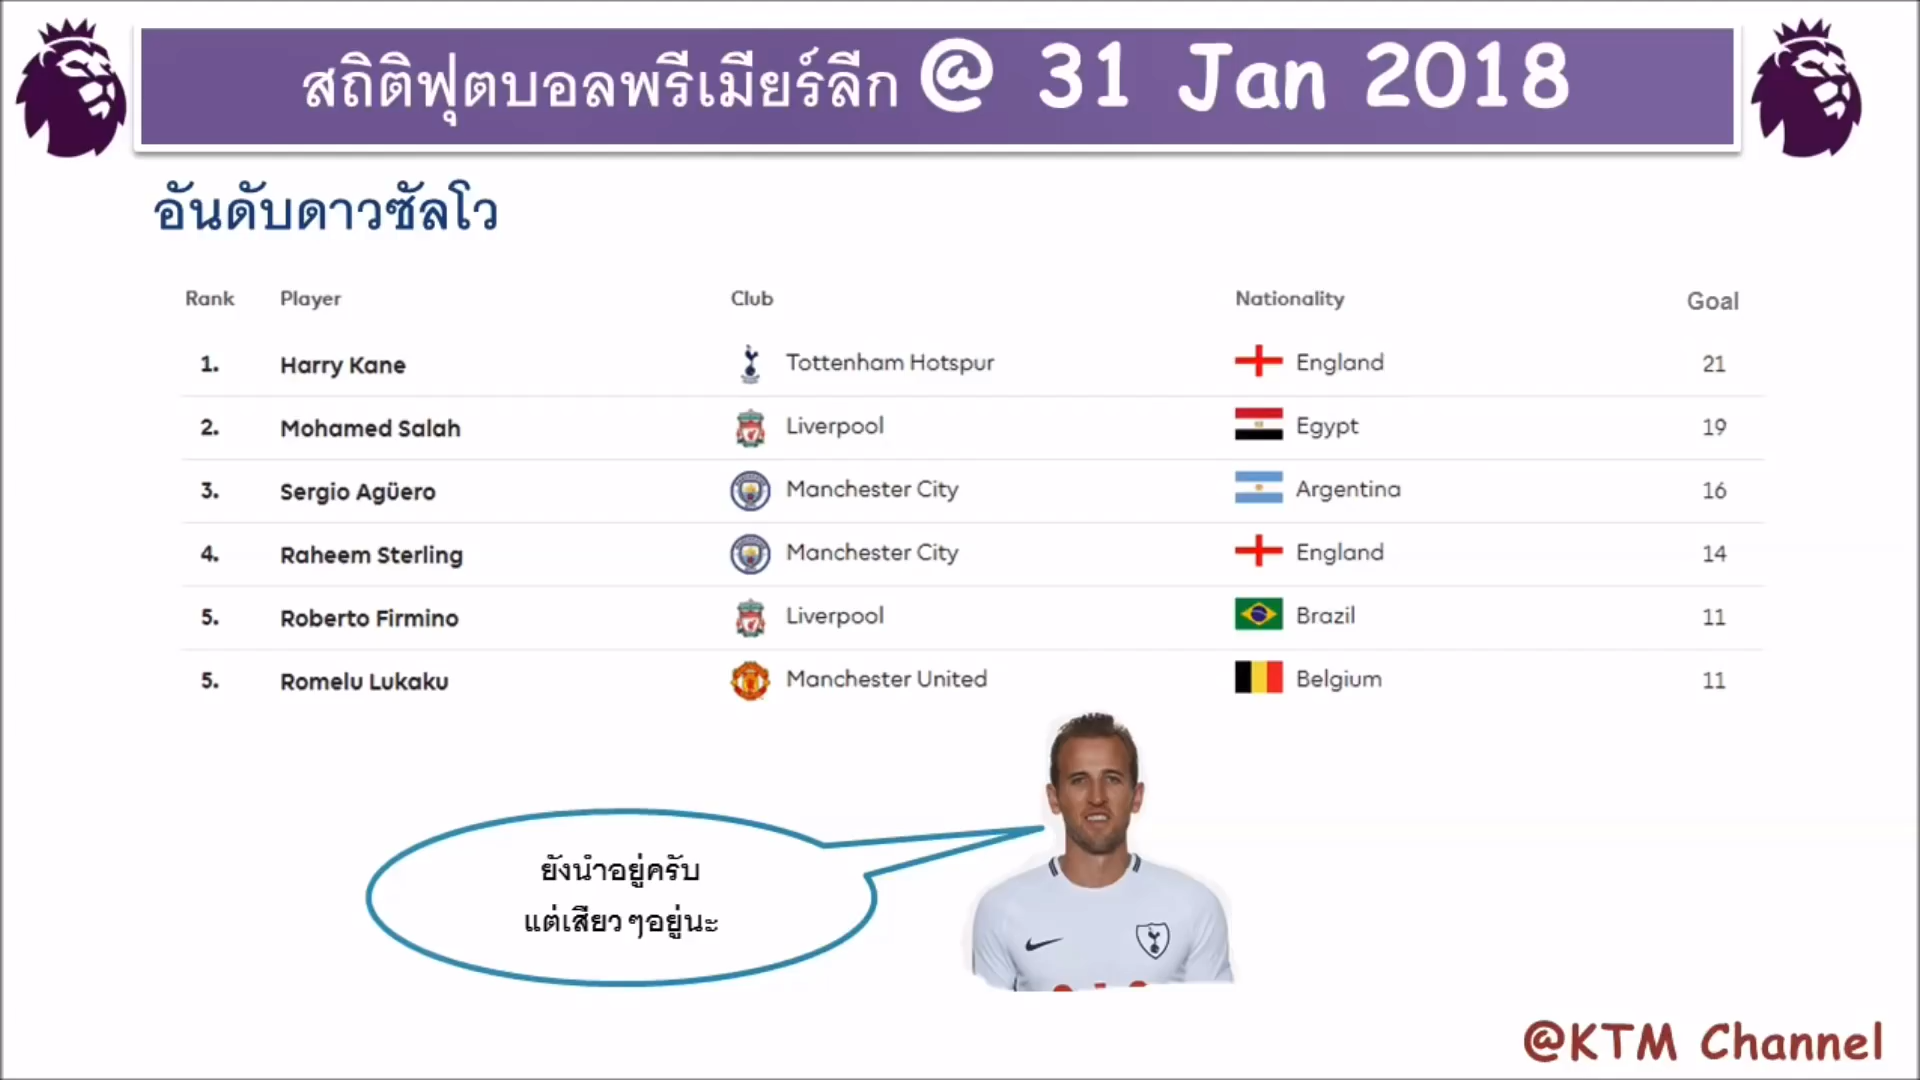 สถิติฟุตบอลพรีเมียร์ลีก @ 31 Jan 2018
อันดับดาวซัลโว
Rank Player Club Nationality Goal
1. Harry Kane Tottenham Hotspur England 21
2. Mohamed Salah Liverpool Egypt 19
3. Sergio Agüero Manchester City Argentina 16
4. Raheem Sterling Manchester City England 14
5. Roberto Firmino Liverpool Brazil 11
5. Romelu Lukaku Manchester United Belgium 11
ยังนำอยู่ครับ
แต่เสียวๆอยู่นะ
@KTM Channel